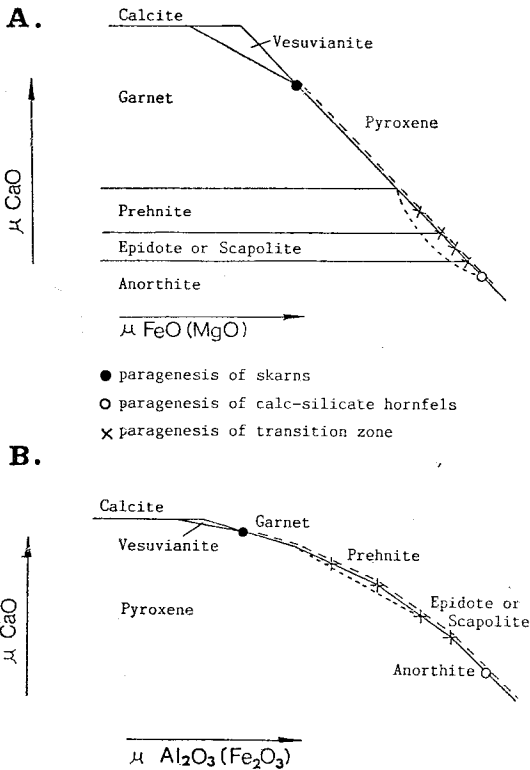 A.
Calcite
Vesuvianite
Garnet
Pyroxene
μ CaO
Prehnite
Epidote or Scapolite
Anorthite
μ FeO (MgO)
● paragenesis of skarns
○ paragenesis of calc-silicate hornfels
× paragenesis of transition zone
B.
Calcite
Garnet
Vesuvianite
Prehnite
μ CaO
Pyroxene
Epidote or
Scapolite
Anorthite
μ Al₂O₃ (Fe₂O₃)